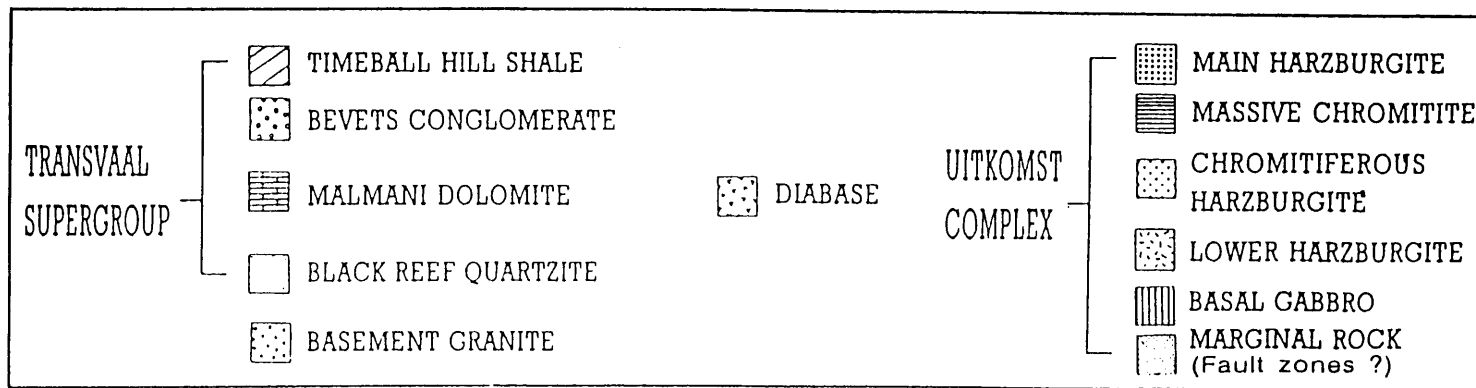 TRANSVAAL
SUPERGROUP
TIMEBALL HILL SHALE
BEVETS CONGLOMERATE
MALMANI DOLOMITE
BLACK REEF QUARTZITE
BASEMENT GRANITE
DIABASE
UITKOMST
COMPLEX
MAIN HARZBURGITE
MASSIVE CHROMITITE
CHROMITIFEROUS
HARZBURGITE
LOWER HARZBURGITE
BASAL GABBRO
MARGINAL ROCK
(Fault zones ?)